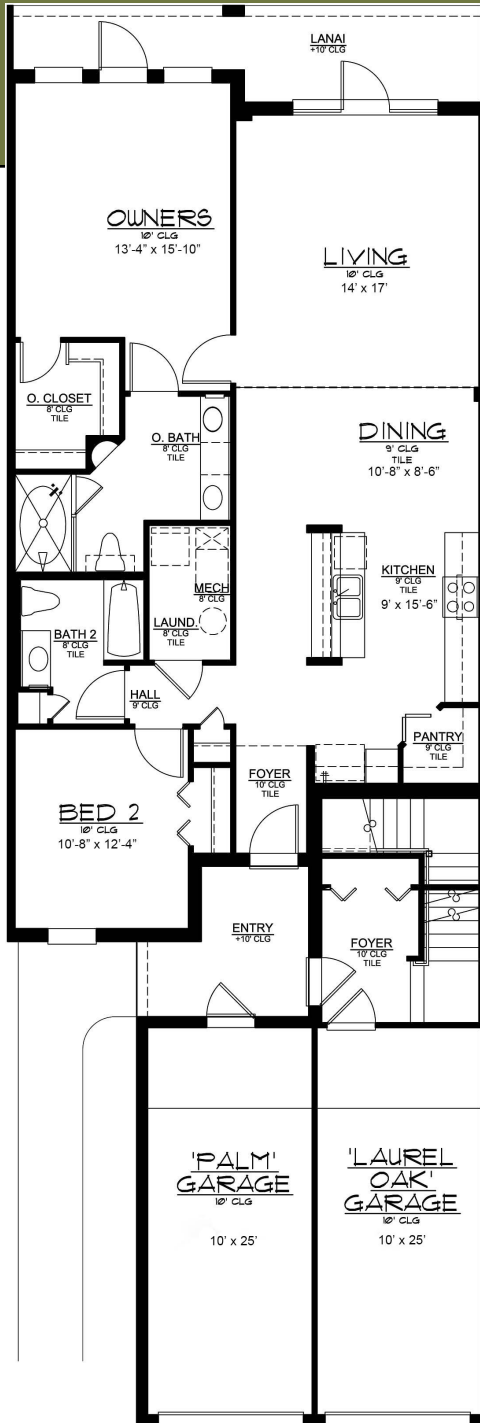 LANAI
+10' CLG
OWNERS
10' CLG
13'-4" x 15'-10"
LIVING
10' CLG
14' x 17'
O. CLOSET
8' CLG
TILE
O. BATH
8' CLG
TILE
DINING
9' CLG
TILE
10'-8" x 8'-6"
KITCHEN
9' CLG
TILE
9' x 15'-6"
MECH
8' CLG
LAUND.
8' CLG
TILE
BATH 2
8' CLG
TILE
HALL
9' CLG
PANTRY
9' CLG
TILE
FOYER
10' CLG
TILE
BED 2
10' CLG
10'-8" x 12'-4"
ENTRY
+10' CLG
FOYER
10' CLG
TILE
'PALM'
GARAGE
10' CLG
10' x 25'
'LAUREL
OAK'
GARAGE
10' CLG
10' x 25'